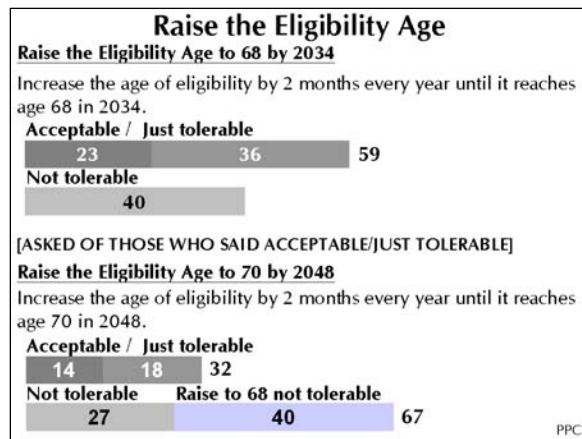 Raise the Eligibility Age
Raise the Eligibility Age to 68 by 2034
Increase the age of eligibility by 2 months every year until it reaches
age 68 in 2034.
Acceptable / Just tolerable
23 36 59
Not tolerable
40
[ASKED OF THOSE WHO SAID ACCEPTABLE/JUST TOLERABLE]
Raise the Eligibility Age to 70 by 2048
Increase the age of eligibility by 2 months every year until it reaches
age 70 in 2048.
Acceptable / Just tolerable
14 18 32
Not tolerable Raise to 68 not tolerable
27 40 67
PPC